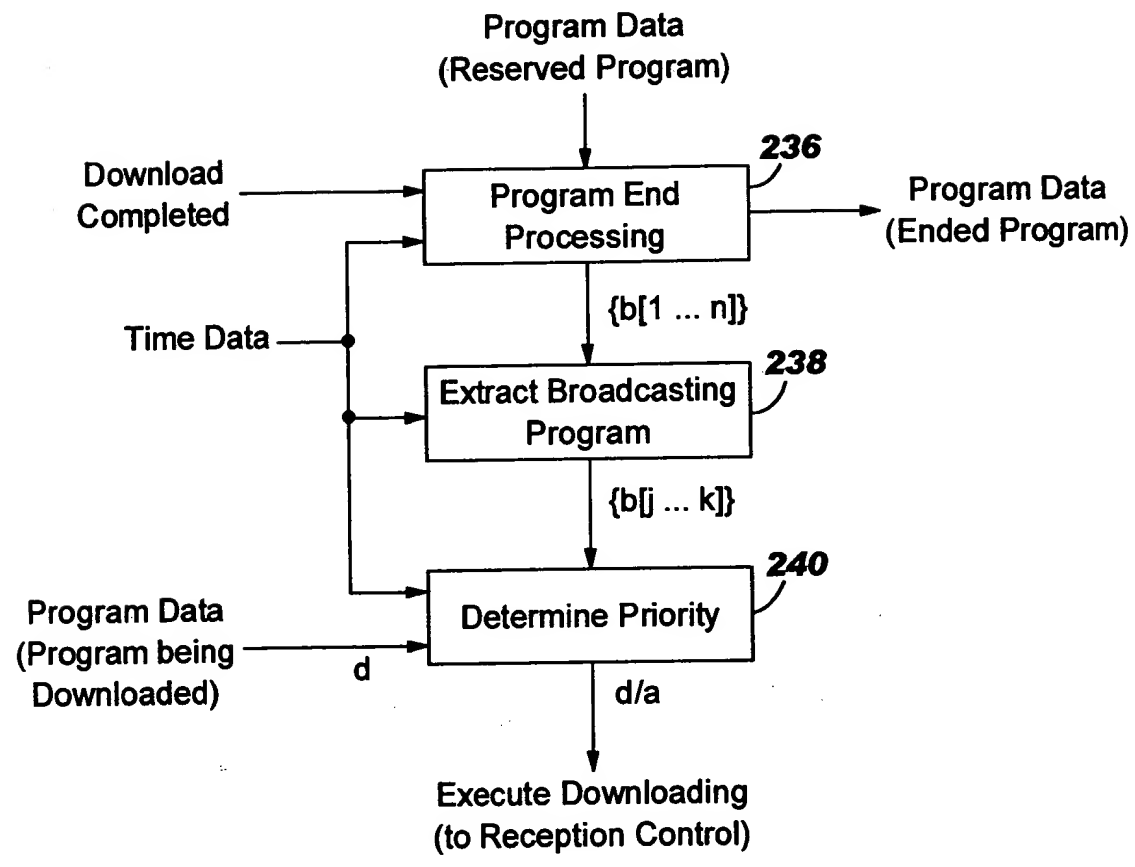 Program Data
(Reserved Program)
236
Download
Completed
Program End
Processing
Program Data
(Ended Program)
{b[1 ... n]}
Time Data
238
Extract Broadcasting
Program
{b[j ... k]}
240
Program Data
(Program being
Downloaded)
d
Determine Priority
d/a
Execute Downloading
(to Reception Control)